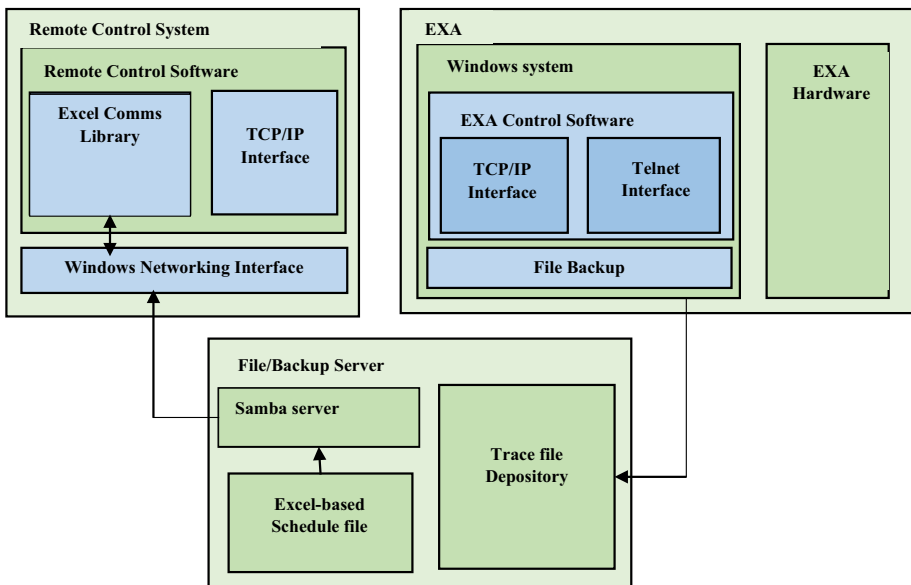 Remote Control System
Remote Control Software
Excel Comms
Library
TCP/IP
Interface
Windows Networking Interface
EXA
Windows system
EXA Control Software
TCP/IP
Interface
Telnet
Interface
File Backup
EXA
Hardware
File/Backup Server
Samba server
Excel-based
Schedule file
Trace file
Depository